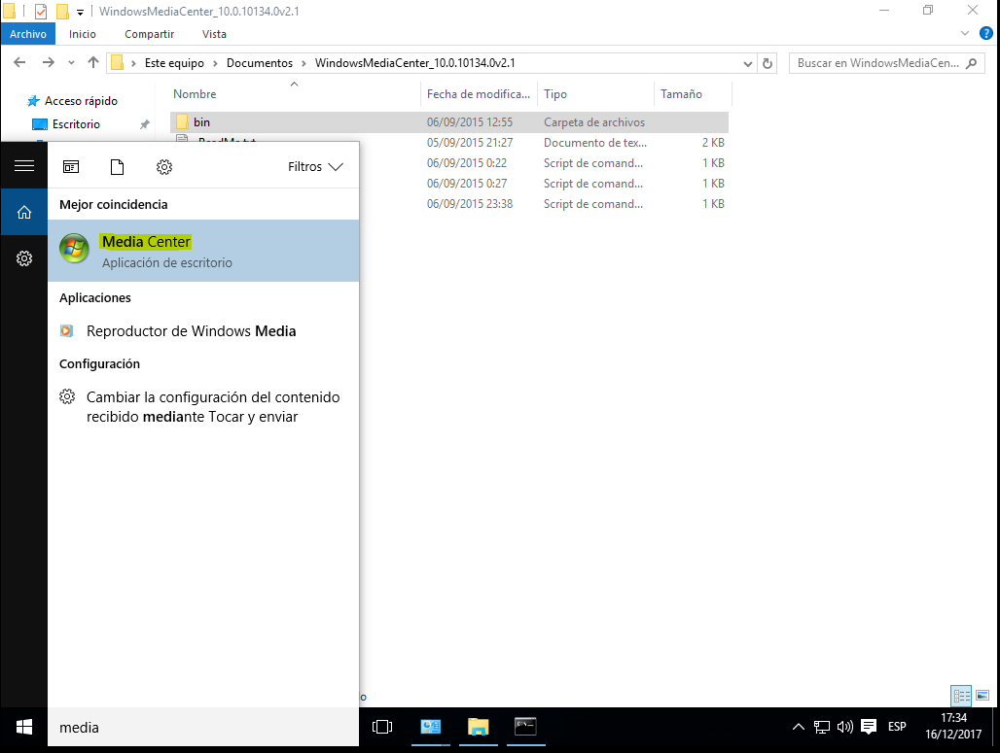 WindowsMediaCenter_10.0.10134.0v2.1
Archivo Inicio Compartir Vista
Este equipo Documentos WindowsMediaCenter_10.0.10134.0v2.1 Buscar en WindowsMediaCen...
Acceso rápido
Escritorio
Nombre Fecha de modifica... Tipo Tamaño
bin 06/09/2015 12:55 Carpeta de archivos
ReadMe.txt 05/09/2015 21:27 Documento de tex... 2 KB
06/09/2015 0:22 Script de comand... 1 KB
06/09/2015 0:27 Script de comand... 1 KB
06/09/2015 23:38 Script de comand... 1 KB
Filtros
Mejor coincidencia
Media Center
Aplicación de escritorio
Aplicaciones
Reproductor de Windows Media
Configuración
Cambiar la configuración del contenido
recibido mediante Tocar y enviar
media
ESP
17:34
16/12/2017